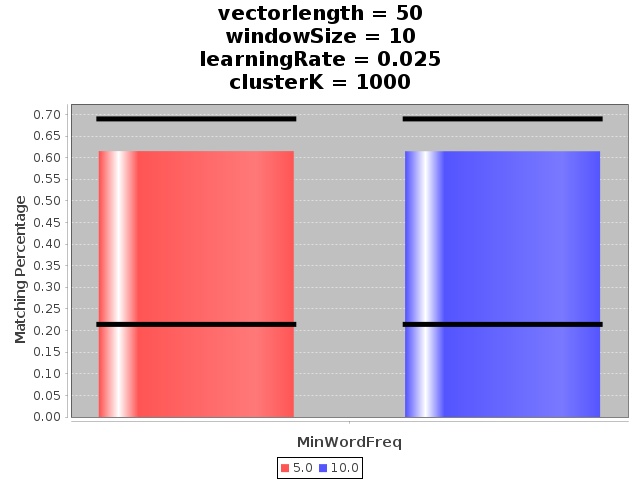 vectorlength = 50
windowSize = 10
learningRate = 0.025
clusterK = 1000
Matching Percentage
0.70
0.65
0.60
0.55
0.50
0.45
0.40
0.35
0.30
0.25
0.20
0.15
0.10
0.05
0.00
MinWordFreq
5.0 10.0